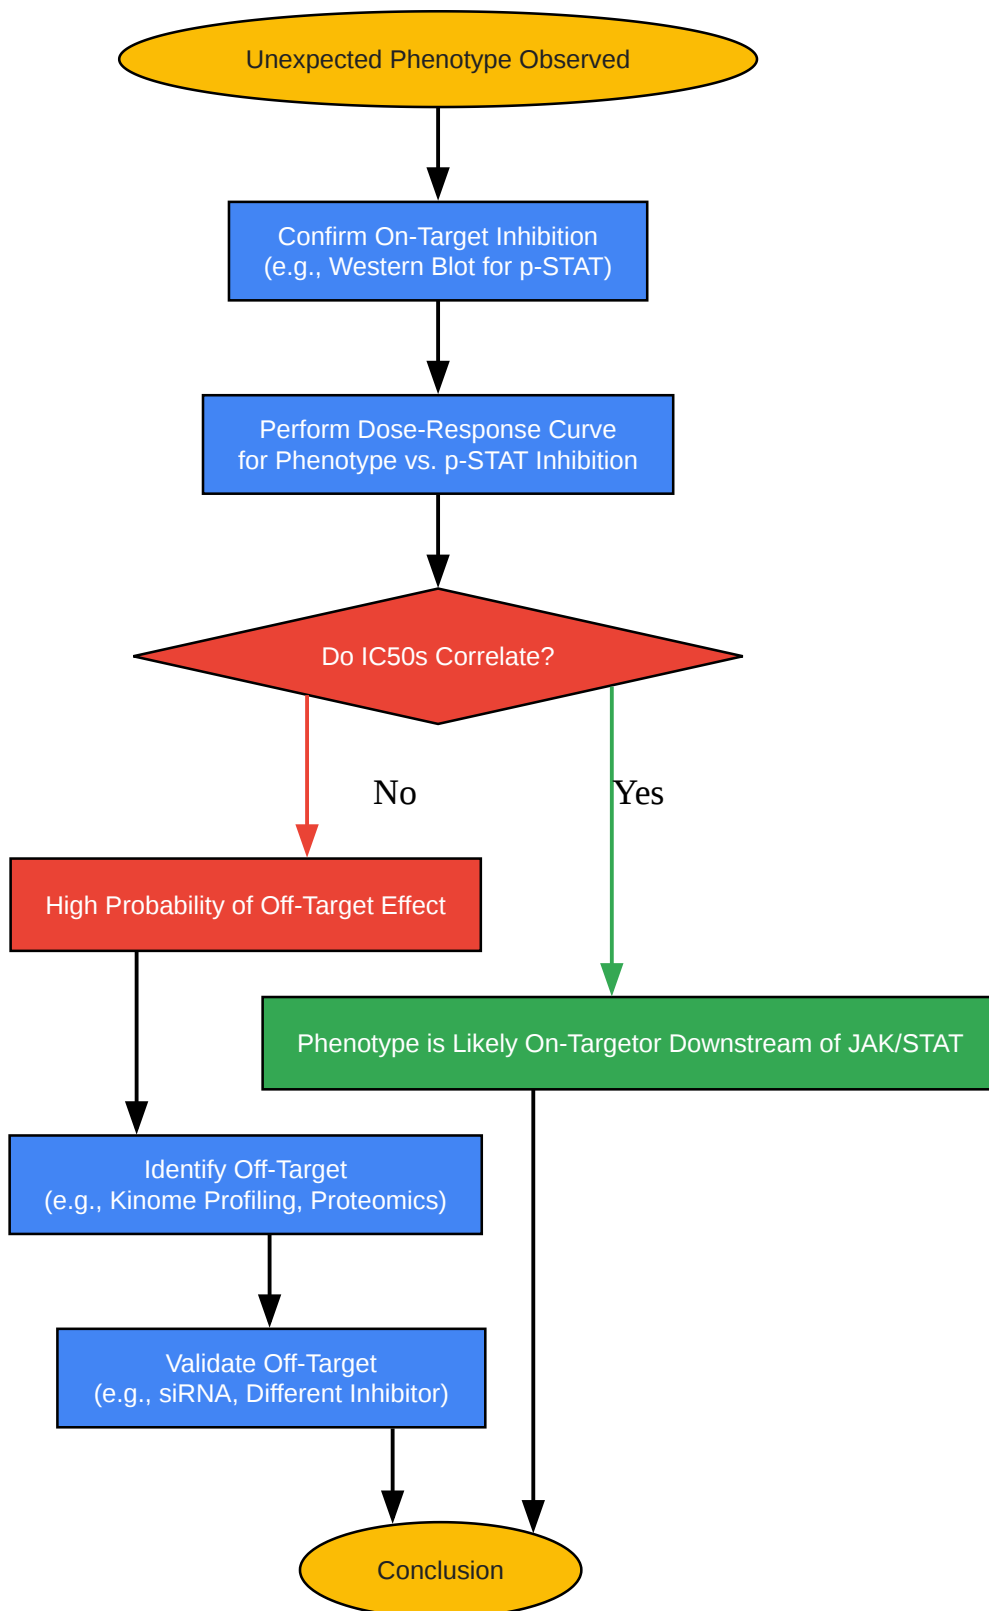 Unexpected Phenotype Observed
Confirm On-Target Inhibition
(e.g., Western Blot for p-STAT)
Perform Dose-Response Curve
for Phenotype vs. p-STAT Inhibition
Do IC50s Correlate?
No
Yes
High Probability of Off-Target Effect
Phenotype is Likely On-Targetor Downstream of JAK/STAT
Identify Off-Target
(e.g., Kinome Profiling, Proteomics)
Validate Off-Target
(e.g., siRNA, Different Inhibitor)
Conclusion